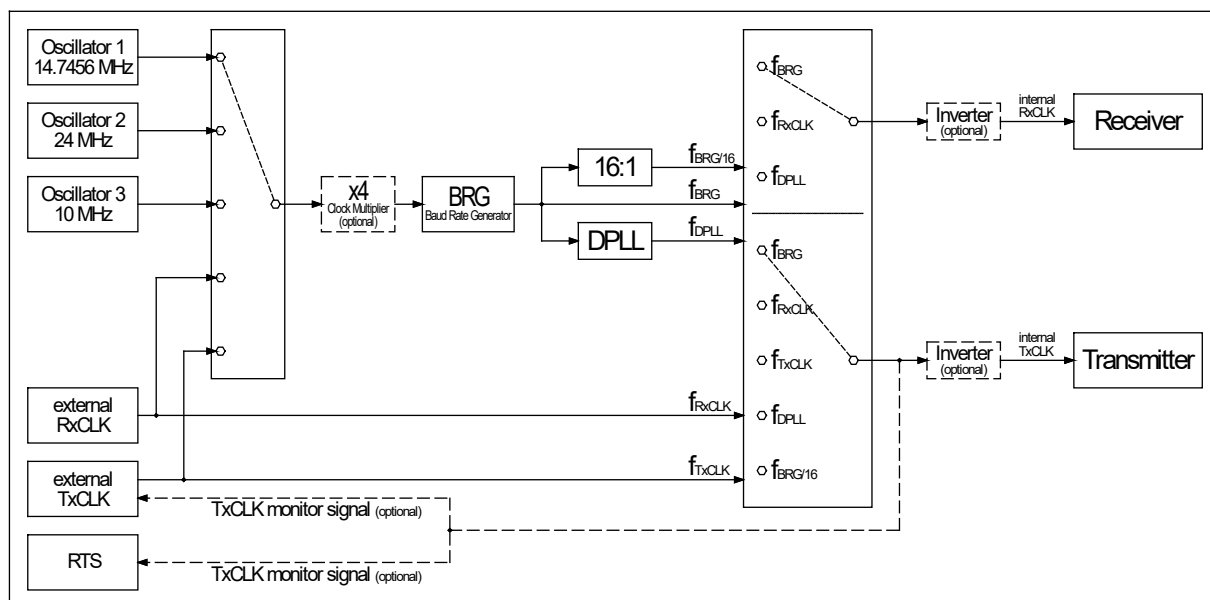 Oscillator 1
14.7456 MHz
Oscillator 2
24 MHz
Oscillator 3
10 MHz
external
RxCLK
external
TxCLK
RTS
x4
Clock Multiplier
(optional)
BRG
Baud Rate Generator
16:1
DPLL
fBRG/16
fBRG
fDPLL
fRxCLK
fTxCLK
TxCLK monitor signal (optional)
TxCLK monitor signal (optional)
fBRG
fRxCLK
fDPLL
fBRG
fRxCLK
fTxCLK
fDPLL
fBRG/16
Inverter
(optional)
internal
RxCLK
Receiver
Inverter
(optional)
internal
TxCLK
Transmitter